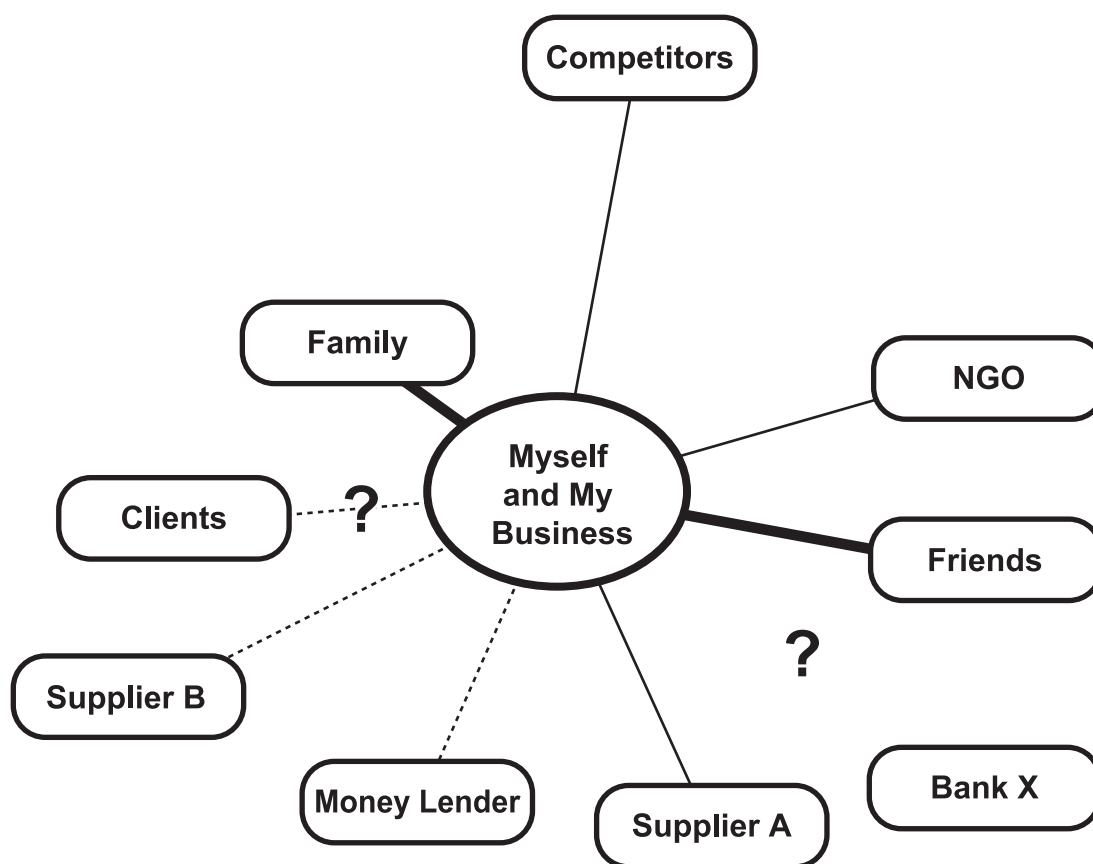 Competitors
Family
NGO
Myself
and My
Business
Clients
?
Friends
?
Supplier B
Money Lender
Supplier A
Bank X